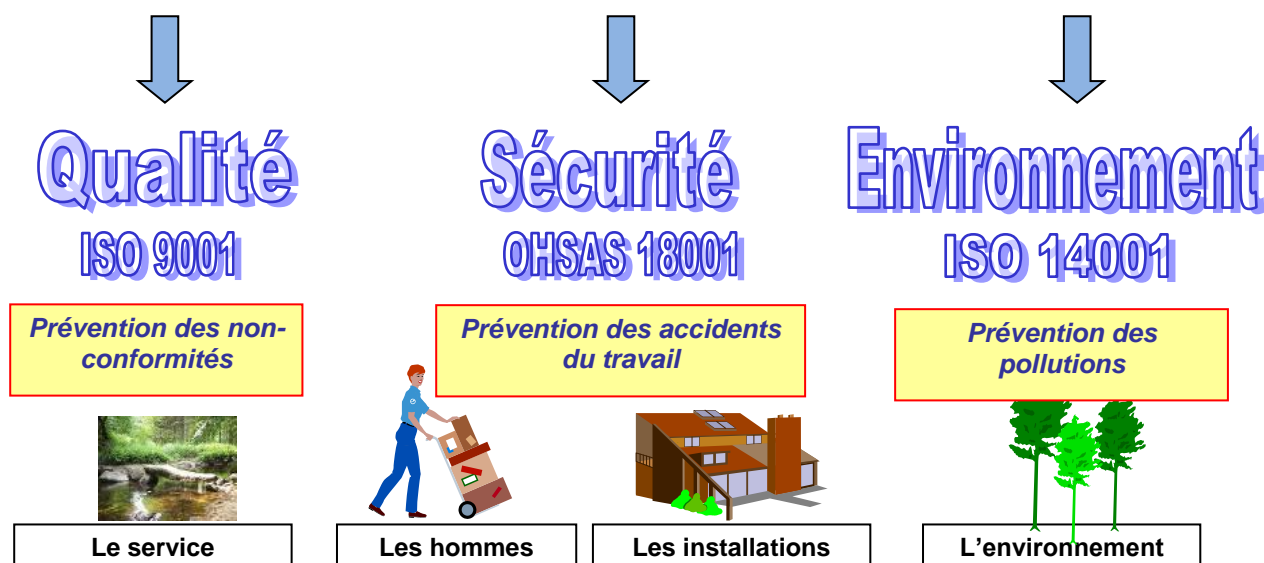 Qualité
ISO 9001
Prévention des non-
conformités
Le service
Sécurité
OHSAS 18001
Prévention des accidents
du travail
Les hommes
Les installations
Environnement
ISO 14001
Prévention des
pollutions
L'environnement